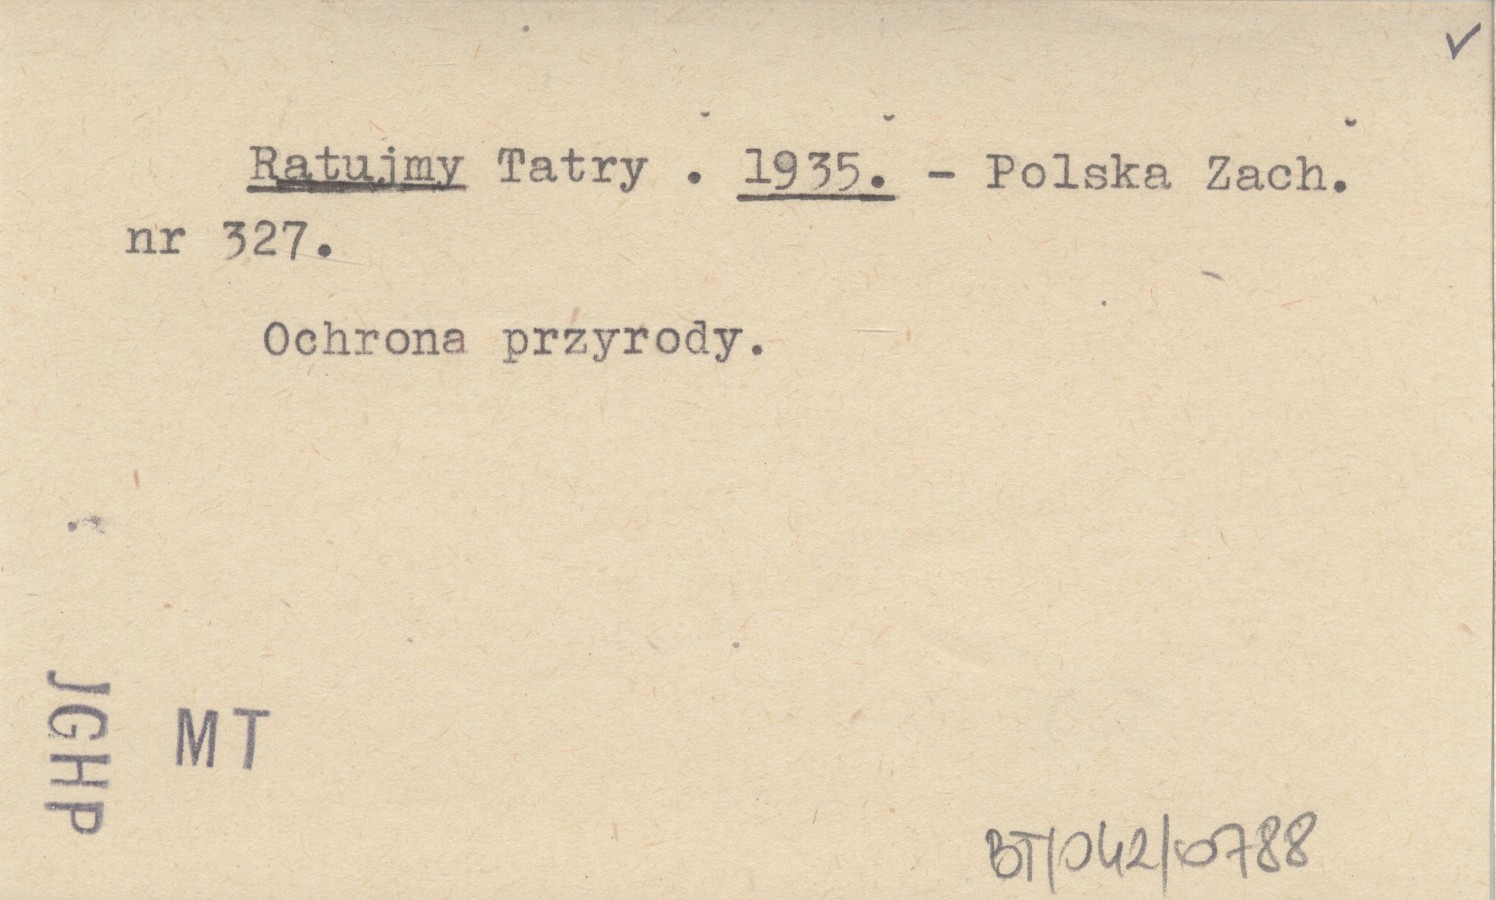 Ratujmy Tatry . 1935. - Polska Zach.
nr 327.
Ochrona przyrody.
JGHP
MT
BT/042/0788